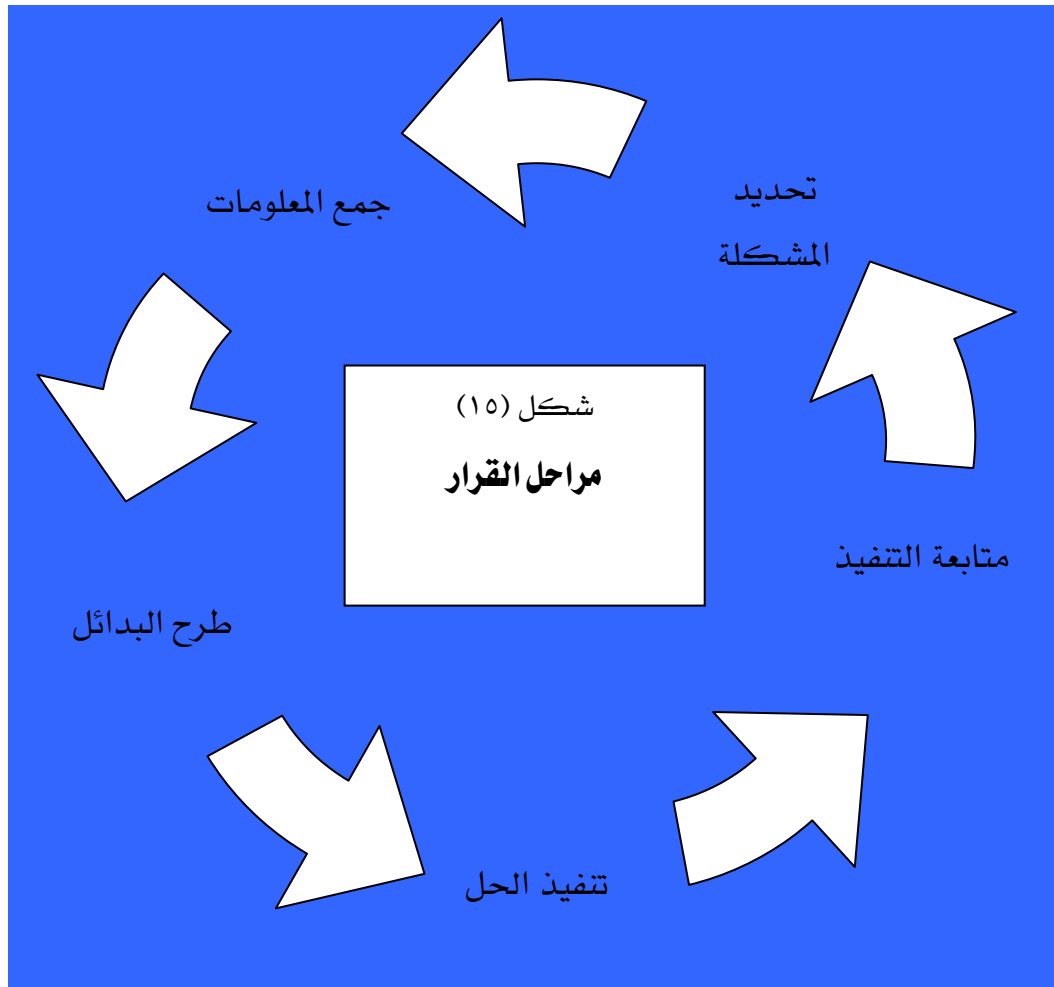 تحديد
المشكلة
جمع المعلومات
شكل (١٥)
مراحل القرار
متابعة التنفيذ
طرح البدائل
تنفيذ الحل